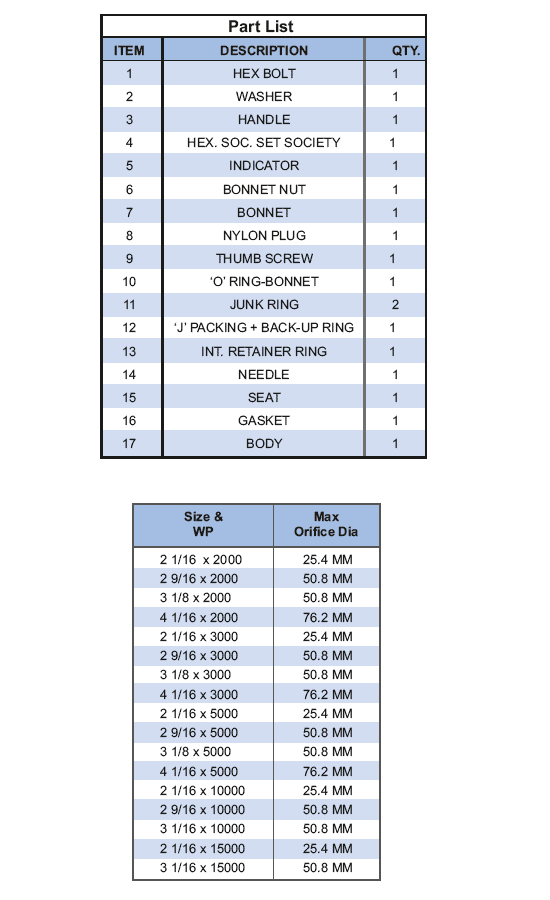 Part List
ITEM DESCRIPTION QTY.
1 HEX BOLT 1
2 WASHER 1
3 HANDLE 1
4 HEX. SOC. SET SOCIETY 1
5 INDICATOR 1
6 BONNET NUT 1
7 BONNET 1
8 NYLON PLUG 1
9 THUMB SCREW 1
10 ‘O’ RING-BONNET 1
11 JUNK RING 2
12 ‘J’ PACKING + BACK-UP RING 1
13 INT. RETAINER RING 1
14 NEEDLE 1
15 SEAT 1
16 GASKET 1
17 BODY 1
Size & Max
WP Orifice Dia
2 1/16 x 2000 25.4 MM
2 9/16 x 2000 50.8 MM
3 1/8 x 2000 50.8 MM
4 1/16 x 2000 76.2 MM
2 1/16 x 3000 25.4 MM
2 9/16 x 3000 50.8 MM
3 1/8 x 3000 50.8 MM
4 1/16 x 3000 76.2 MM
2 1/16 x 5000 25.4 MM
2 9/16 x 5000 50.8 MM
3 1/8 x 5000 50.8 MM
4 1/16 x 5000 76.2 MM
2 1/16 x 10000 25.4 MM
2 9/16 x 10000 50.8 MM
3 1/16 x 10000 50.8 MM
2 1/16 x 15000 25.4 MM
3 1/16 x 15000 50.8 MM